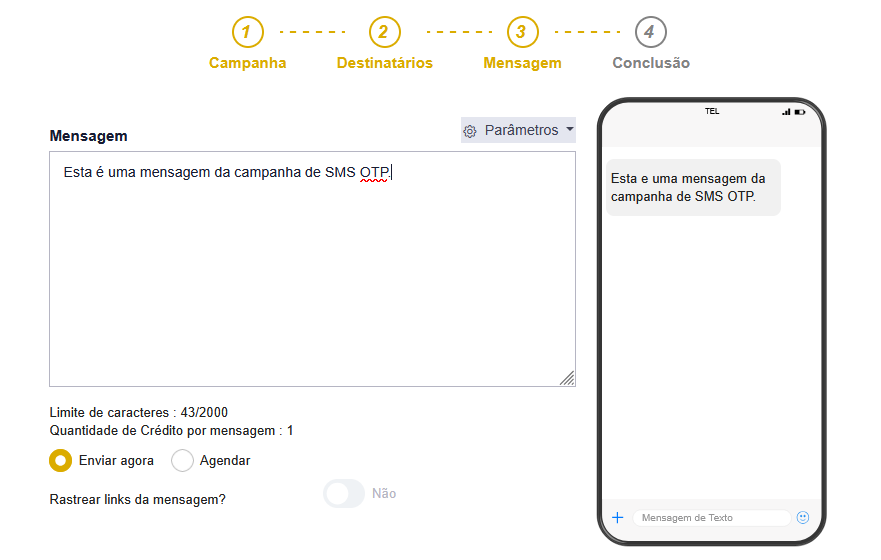 1 2 3 4
Campanha Destinatários Mensagem Conclusão
Mensagem
Parâmetros
Esta é uma mensagem da campanha de SMS OTP.
Limite de caracteres : 43/2000
Quantidade de Crédito por mensagem : 1
Enviar agora Agendar
Rastrear links da mensagem? Não
TEL
Esta e uma mensagem da
campanha de SMS OTP.
+ Mensagem de Texto